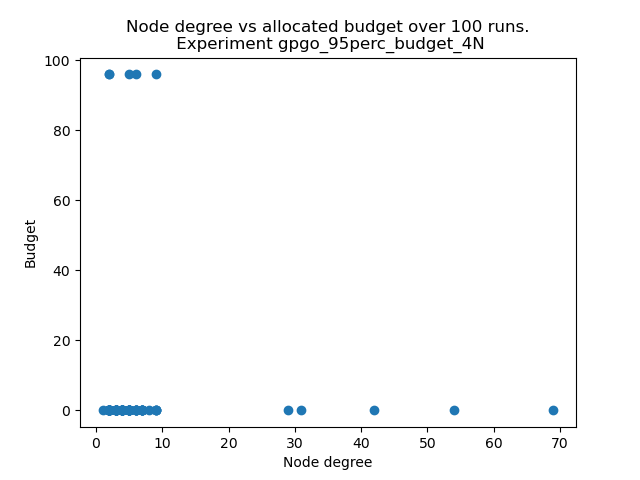 Node degree vs allocated budget over 100 runs.
Experiment gpgo_95perc_budget_4N
100
80
60
40
20
0
Budget
0 10 20 30 40 50 60 70
Node degree